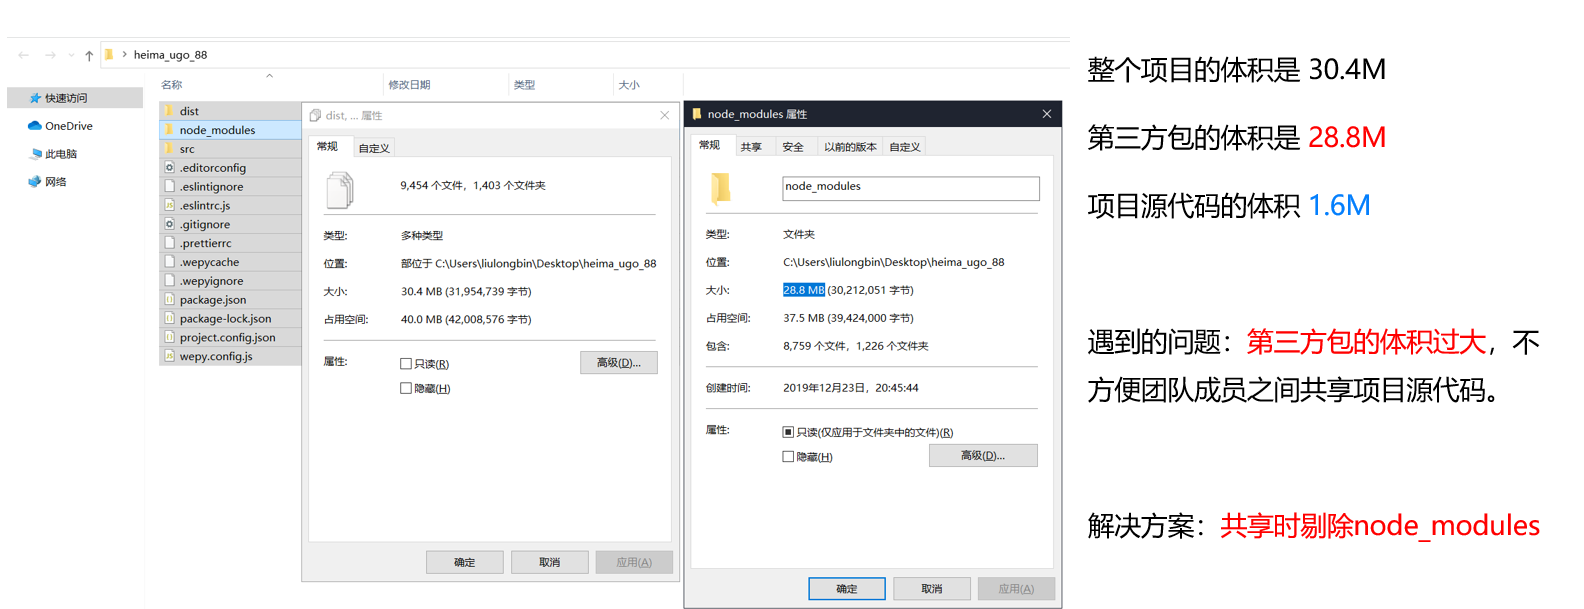 heima_ugo_88
名称 修改日期 类型 大小
快速访问
OneDrive
此电脑
网络
dist
node_modules
src
.editorconfig
.eslintignore
.eslintrc.js
.gitignore
.prettierrc
.wepycache
.wepyignore
package.json
package-lock.json
project.config.json
wepy.config.js
dist, ... 属性
常规 自定义
9,454 个文件，1,403 个文件夹
类型: 多种类型
位置: 部位于 C:\Users\liulongbin\Desktop\heima_ugo_88
大小: 30.4 MB (31,954,739 字节)
占用空间: 40.0 MB (42,008,576 字节)
属性: 只读(R) 高级(D)...
隐藏(H)
确定 取消 应用(A)
node_modules 属性
常规 共享 安全 以前的版本 自定义
node_modules
类型: 文件夹
位置: C:\Users\liulongbin\Desktop\heima_ugo_88
大小: 28.8 MB (30,212,051 字节)
占用空间: 37.5 MB (39,424,000 字节)
包含: 8,759 个文件，1,226 个文件夹
创建时间: 2019年12月23日，20:45:44
属性: 只读(仅应用于文件夹中的文件)(R)
隐藏(H) 高级(D)...
确定 取消 应用(A)
整个项目的体积是 30.4M
第三方包的体积是 28.8M
项目源代码的体积 1.6M
遇到的问题：第三方包的体积过大，不
方便团队成员之间共享项目源代码。
解决方案：共享时剔除node_modules